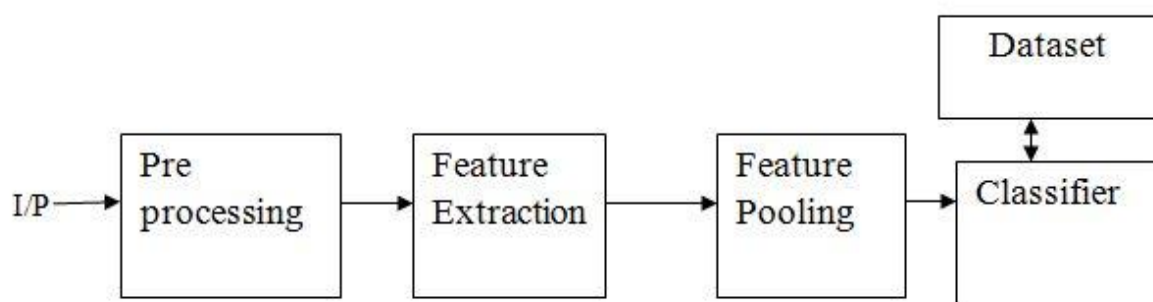 Dataset
I/P
Pre
processing
Feature
Extraction
Feature
Pooling
Classifier